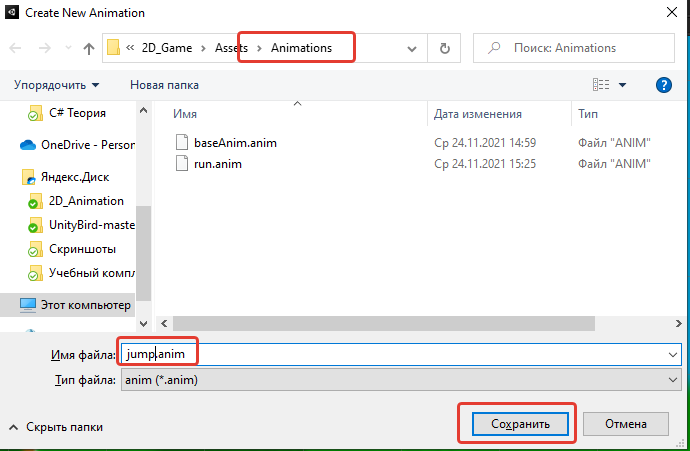 Create New Animation
« 2D_Game > Assets > Animations
Поиск: Animations
Упорядочить
Новая папка
C# Теория
OneDrive - Person
Яндекс.Диск
2D_Animation
UnityBird-master
Скриншоты
Учебный компл
Этот компьютер
Имя
Дата изменения
Тип
baseAnim.anim
Ср 24.11.2021 14:59
Файл "ANIM"
run.anim
Ср 24.11.2021 15:25
Файл "ANIM"
Имя файла:
jump.anim
Тип файла:
anim (*.anim)
Скрыть папки
Сохранить
Отмена